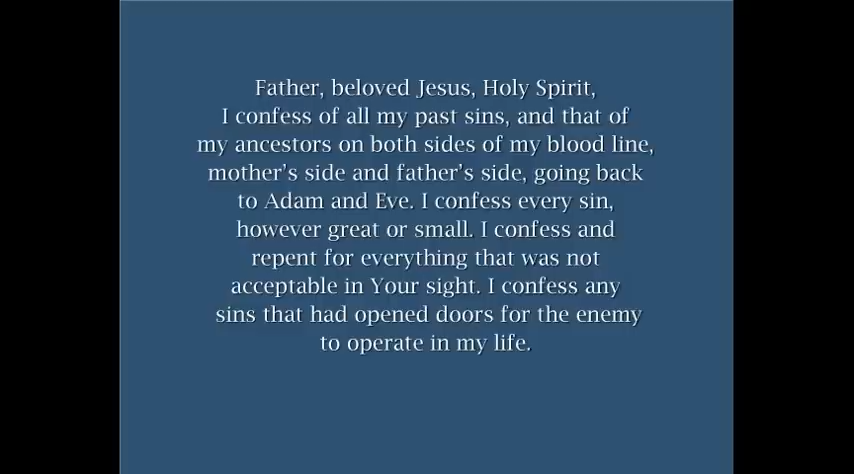 Father, beloved Jesus, Holy Spirit,
I confess of all my past sins, and that of
my ancestors on both sides of my blood line,
mother's side and father's side, going back
to Adam and Eve. I confess every sin,
however great or small. I confess and
repent for everything that was not
acceptable in Your sight. I confess any
sins that had opened doors for the enemy
to operate in my life.